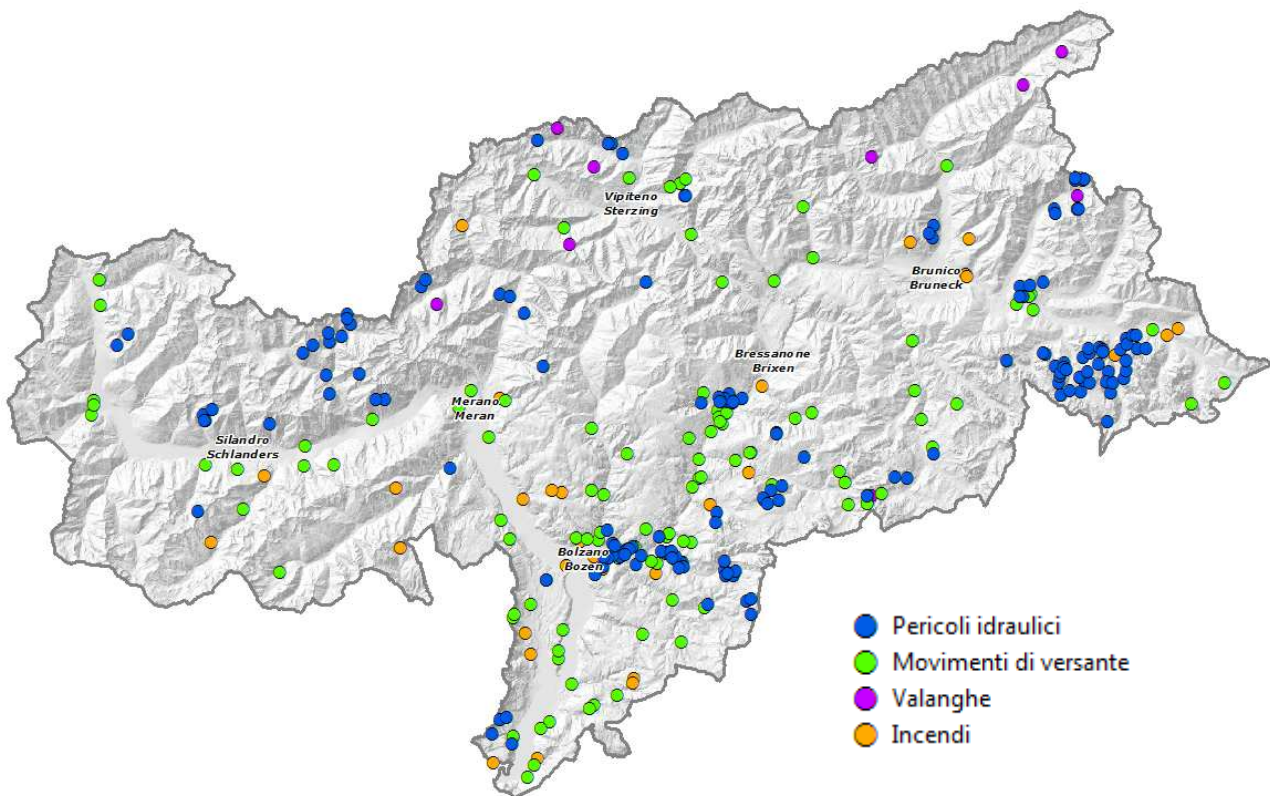 Vipiteno
Sterzing
Brunico
Bruneck
Bressanone
Brixen
Merano
Meran
Silandro
Schlanders
Bolzano
Bozen
Pericoli idraulici
Movimenti di versante
Valanghe
Incendi